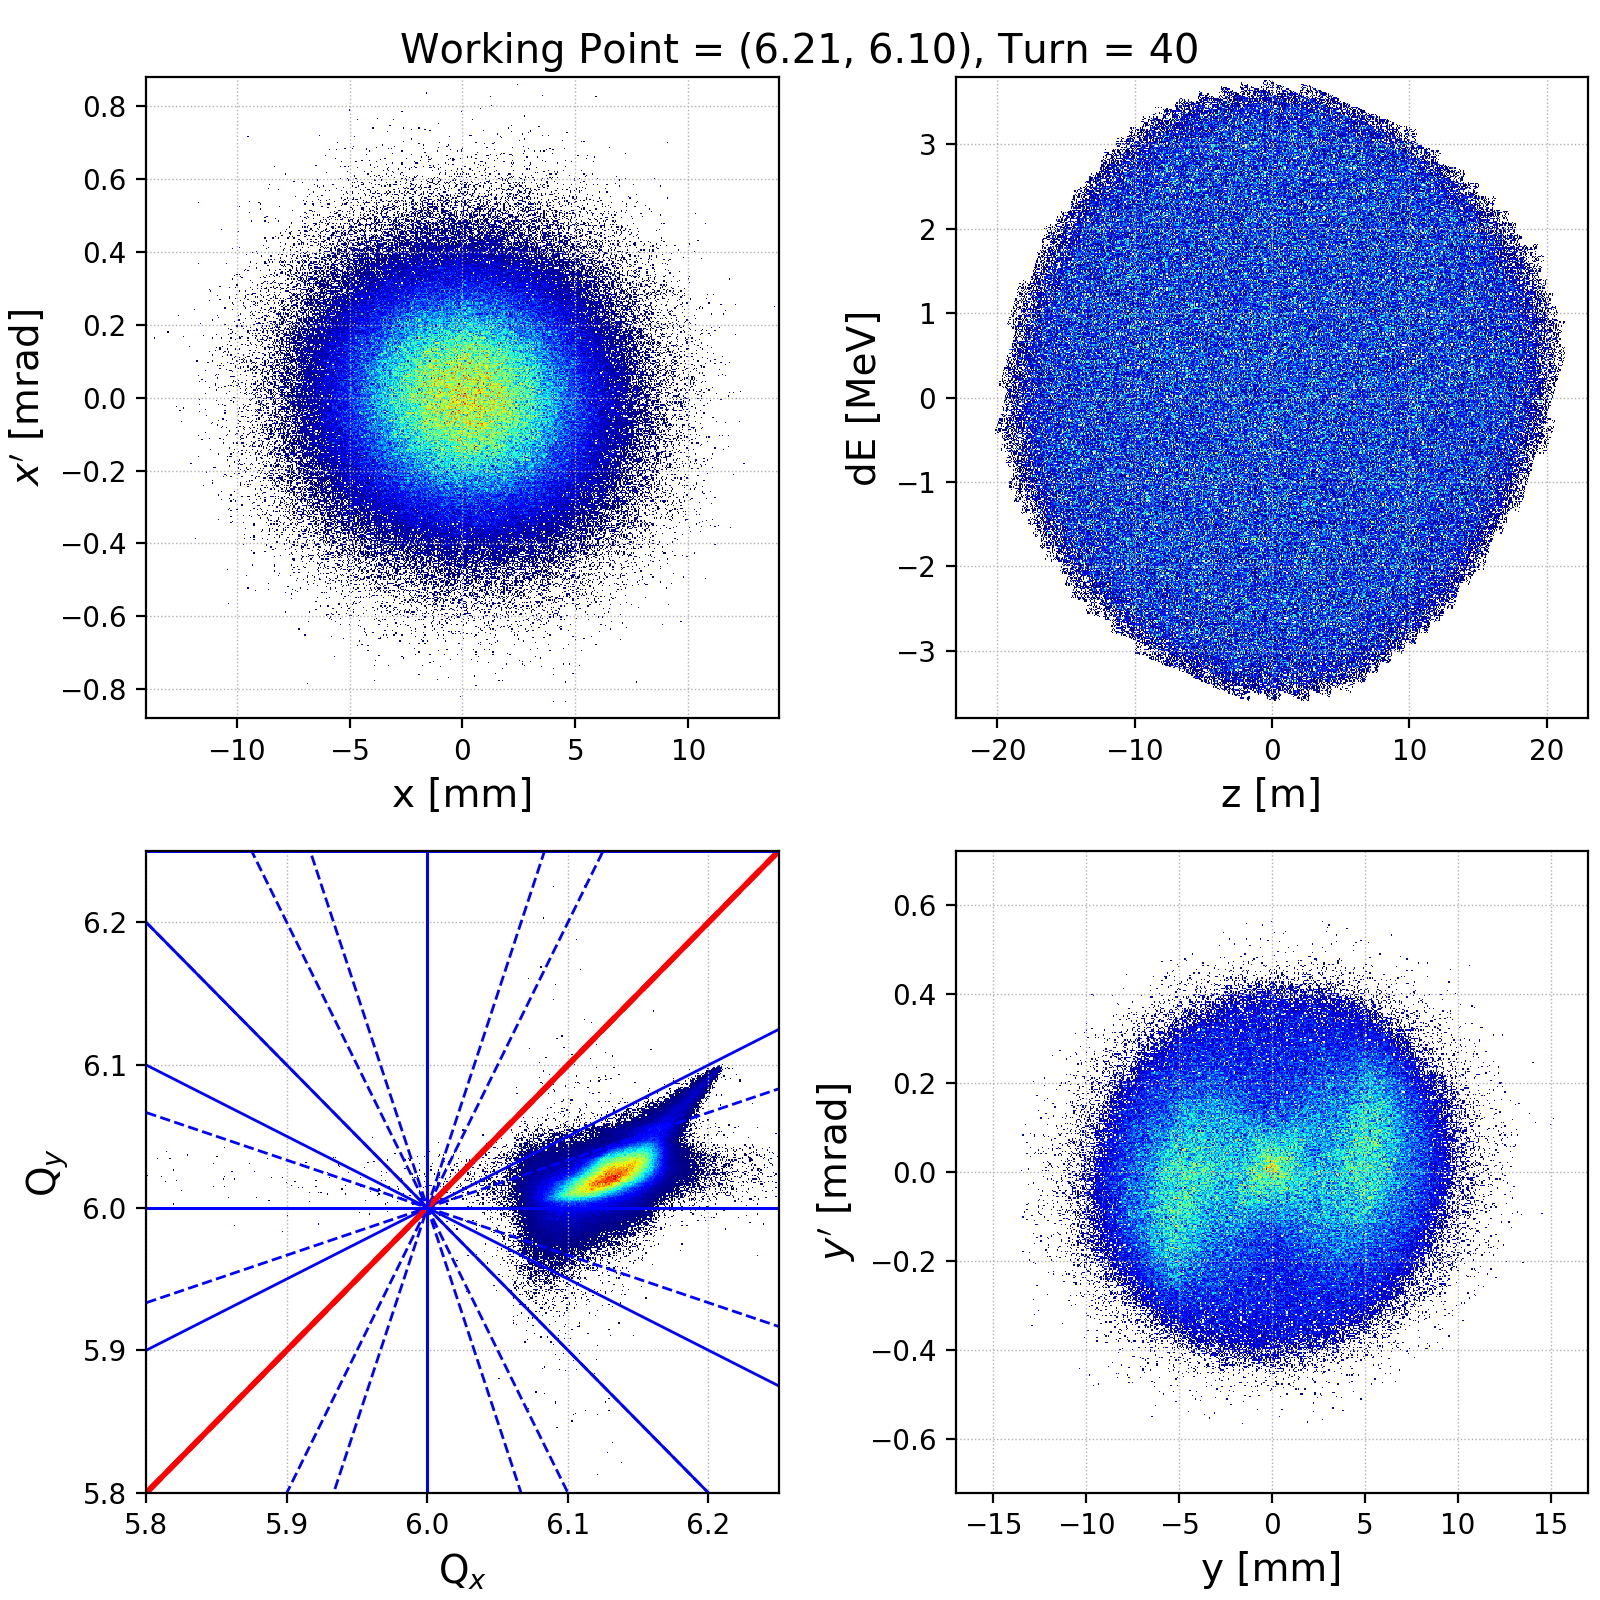 Working Point = (6.21, 6.10), Turn = 40
0.8
0.6
0.4
0.2
0.0
−0.2
−0.4
−0.6
−0.8
x′ [mrad]
−10 −5 0 5 10
x [mm]
3
2
1
0
−1
−2
−3
dE [MeV]
−20 −10 0 10 20
z [m]
6.2
6.1
6.0
5.9
5.8
Qy
5.8 5.9 6.0 6.1 6.2
Qx
0.6
0.4
0.2
0.0
−0.2
−0.4
−0.6
y′ [mrad]
−15 −10 −5 0 5 10 15
y [mm]